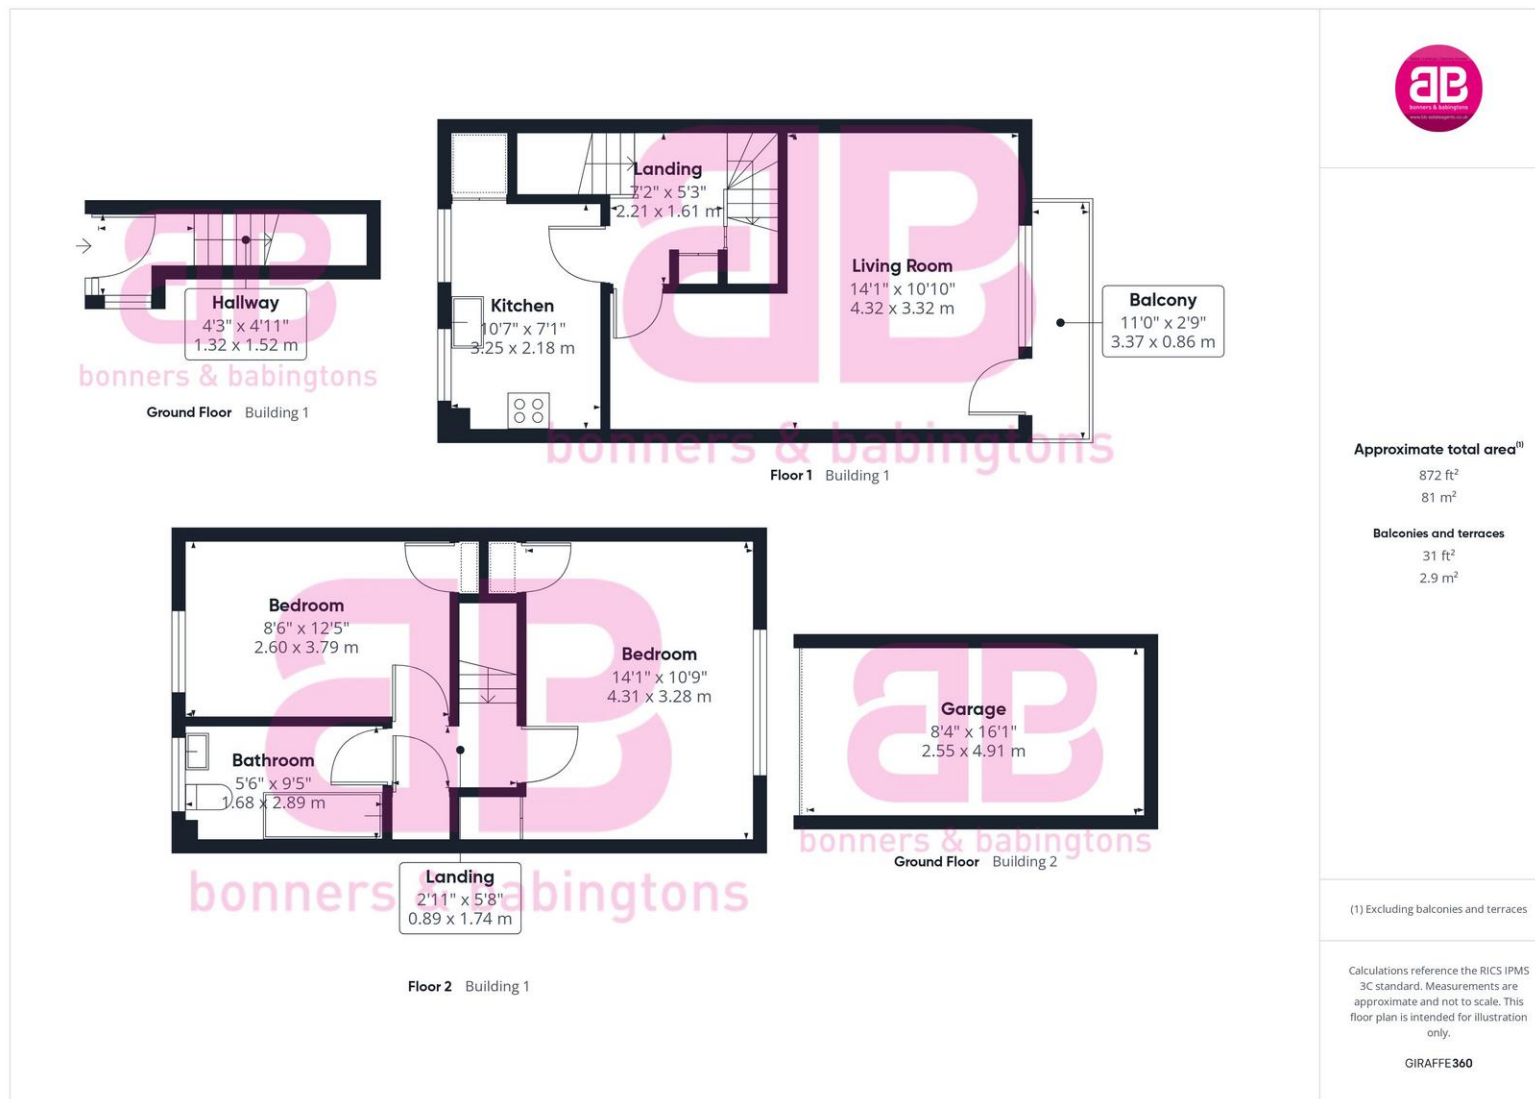 bonners & babingtons
Hallway
4'3" x 4'11"
1.32 x 1.52 m
bonners & babingtons
Ground Floor Building 1
Landing
7'2" x 5'3"
2.21 x 1.61 m
Living Room
14'1" x 10'10"
4.32 x 3.32 m
Kitchen
10'7" x 7'1"
3.25 x 2.18 m
Balcony
11'0" x 2'9"
3.37 x 0.86 m
bonners & babingtons
Floor 1 Building 1
Bedroom
8'6" x 12'5"
2.60 x 3.79 m
Bedroom
14'1" x 10'9"
4.31 x 3.28 m
Bathroom
5'6" x 9'5"
1.68 x 2.89 m
Landing
2'11" x 5'8"
0.89 x 1.74 m
bonners & babingtons
Floor 2 Building 1
Garage
8'4" x 16'1"
2.55 x 4.91 m
bonners & babingtons
Ground Floor Building 2
Approximate total area(1)
872 ft²
81 m²
Balconies and terraces
31 ft²
2.9 m²
(1) Excluding balconies and terraces
Calculations reference the RICS IPMS
3C standard. Measurements are
approximate and not to scale. This
floor plan is intended for illustration
only.
GIRAFFE360